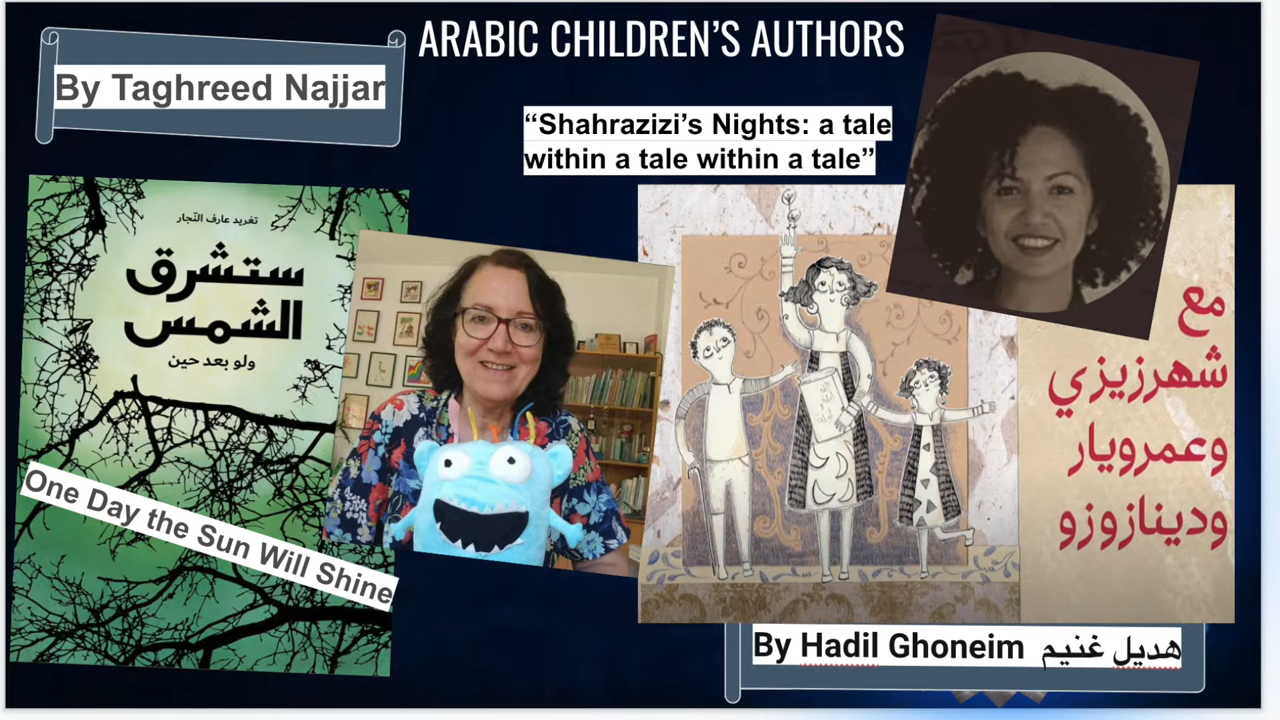 ARABIC CHILDREN’S AUTHORS
By Taghreed Najjar
“Shahrazizi’s Nights: a tale
within a tale within a tale”
تغريد عارف النّجار
ستشرق
الشمس
ولو بعد حين
One Day the Sun Will Shine
مع
شهرزيزي
وعمرويار
ودينازوزو
By Hadil Ghoneim هديل غنيم